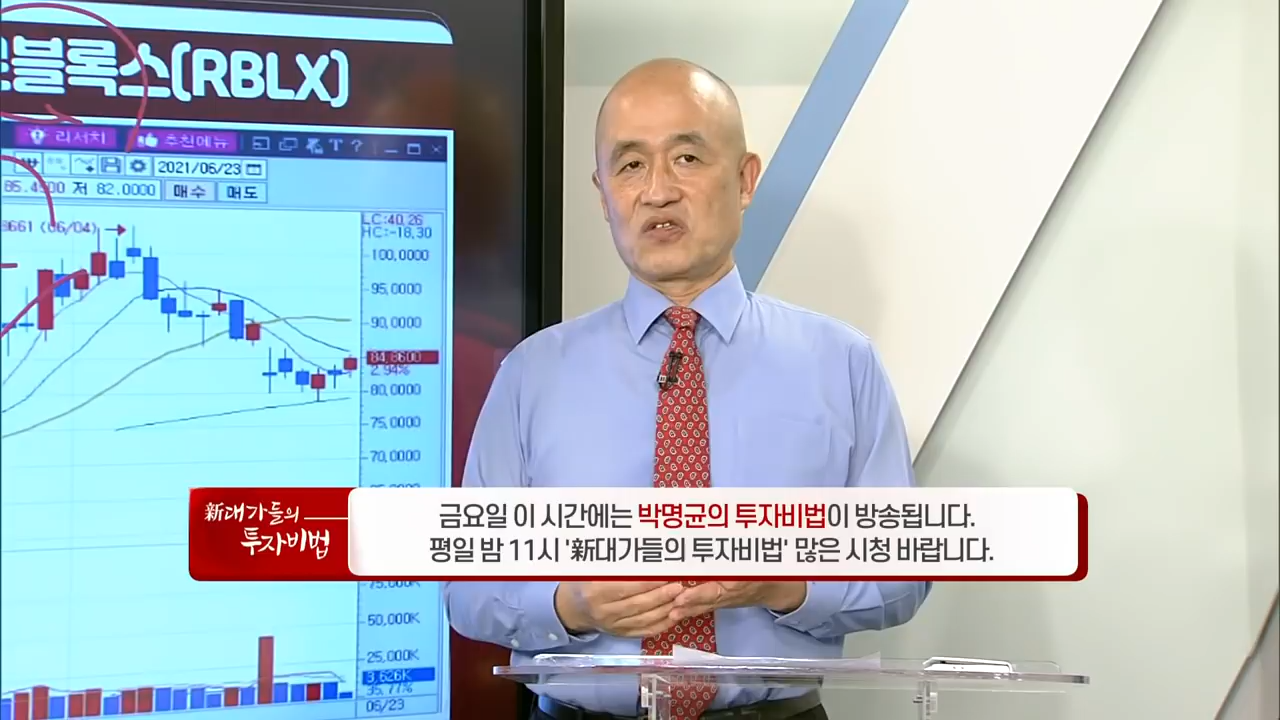 블록스(RBLX)
리서치 추천메뉴 T ?
2021/06/23
저 82.0000 매수 매도
8661 (06/04)
LC:40.26
HC:-18.30
100,0000
95,0000
90,0000
84,8600
2.94%
80,0000
75,0000
70,0000
新대가들의
투자비법
금요일 이 시간에는 박명균의 투자비법이 방송됩니다.
평일 밤 11시 '新대가들의 투자비법' 많은 시청 바랍니다.
75,000K
50,000K
25,000K
3,626K
35.77%
06/23